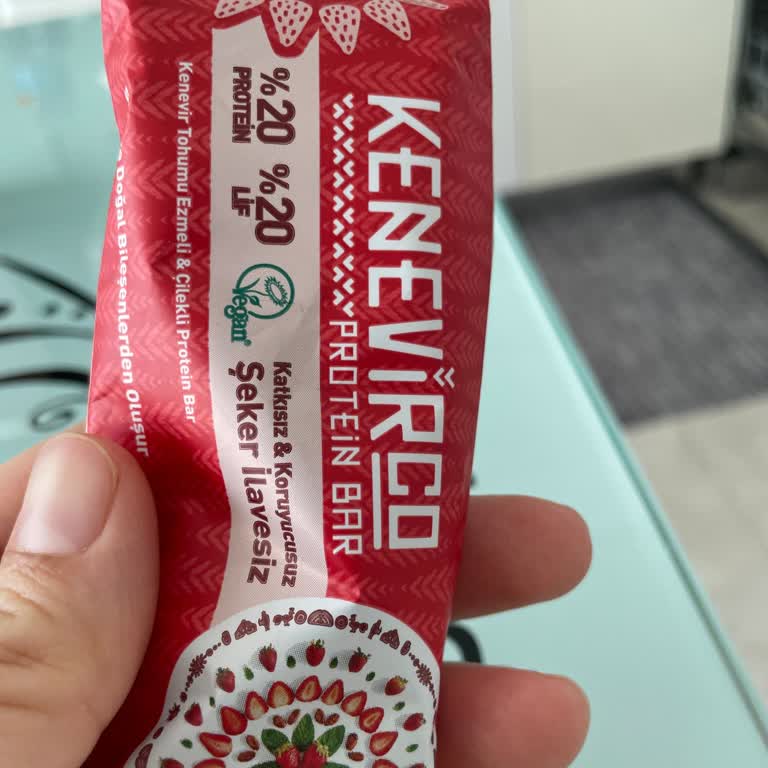 KENEVİRCO
PROTEİN BAR
%20
PROTEİN
%20
LİF
Vegan
Katkısız & Koruyucusuz
Şeker İlavesiz
Kenevir Tohumu Ezmeli & Çilekli Protein Bar
Doğal Bileşenlerden Oluşur